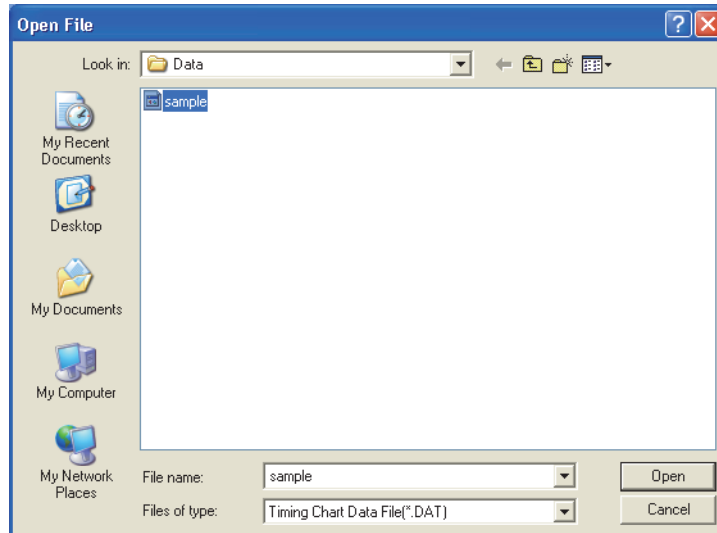 Open File
Look in:
Data
sample
My Recent
Documents
Desktop
My Documents
My Computer
My Network
Places
File name:
sample
Open
Files of type:
Timing Chart Data File(*.DAT)
Cancel